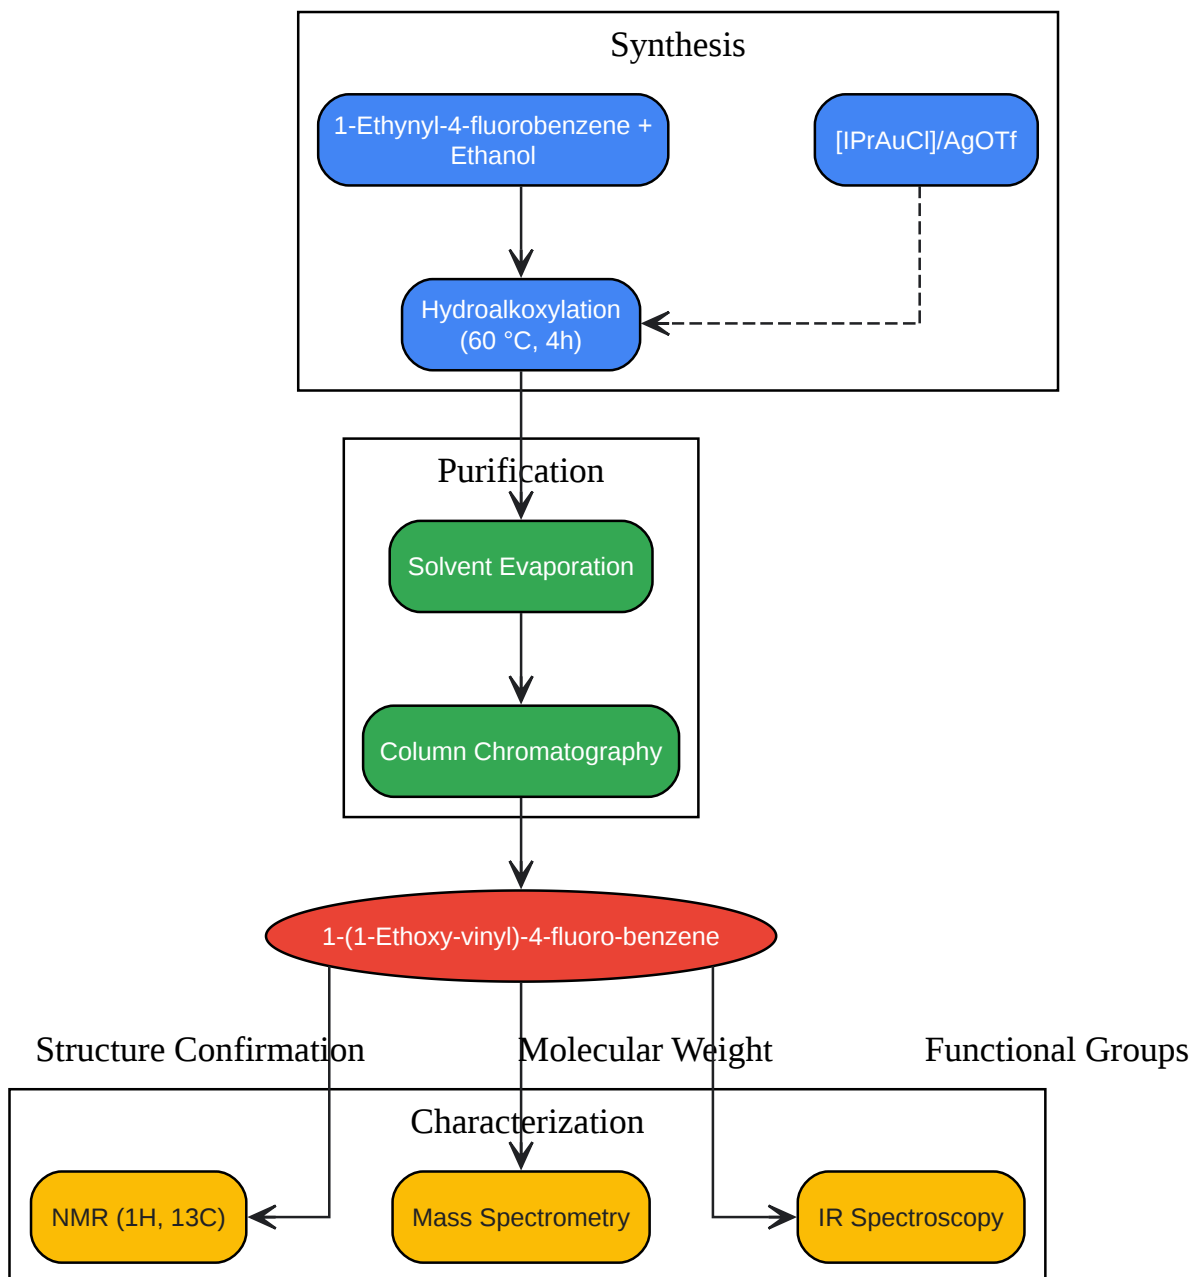 Synthesis
1-Ethynyl-4-fluorobenzene +
Ethanol
[IPrAuCl]/AgOTf
Hydroalkoxylation
(60 °C, 4h)
Purification
Solvent Evaporation
Column Chromatography
1-(1-Ethoxy-vinyl)-4-fluoro-benzene
Structure Confirmation
Molecular Weight
Functional Groups
Characterization
NMR (1H, 13C)
Mass Spectrometry
IR Spectroscopy